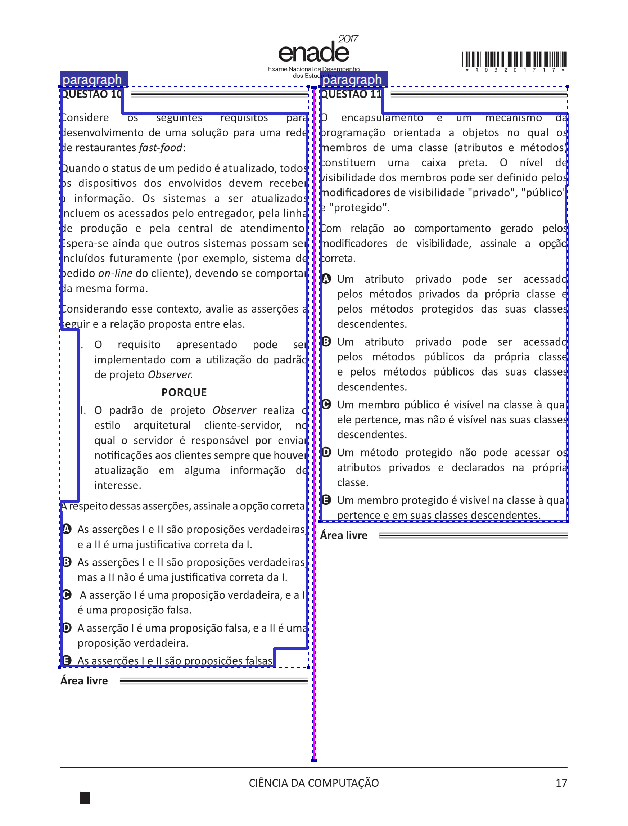 2017
enade
Exame Nacional de Desempenho
dos Estu
*R0320171 7*
paragraph
QUESTÃO 10
Considere os seguintes requisitos para
desenvolvimento de uma solução para uma rede
de restaurantes fast-food:
Quando o status de um pedido é atualizado, todos
os dispositivos dos envolvidos devem receber
a informação. Os sistemas a ser atualizados
incluem os acessados pelo entregador, pela linha
de produção e pela central de atendimento.
Espera-se ainda que outros sistemas possam ser
incluídos futuramente (por exemplo, sistema de
pedido on-line do cliente), devendo se comportar
da mesma forma.
Considerando esse contexto, avalie as asserções a
seguir e a relação proposta entre elas.
I. O requisito apresentado pode ser
implementado com a utilização do padrão
de projeto Observer.
PORQUE
II. O padrão de projeto Observer realiza o
estilo arquitetural cliente-servidor, no
qual o servidor é responsável por enviar
notificações aos clientes sempre que houver
atualização em alguma informação de
interesse.
A respeito dessas asserções, assinale a opção correta.
A As asserções I e II são proposições verdadeiras,
e a II é uma justificativa correta da I.
B As asserções I e II são proposições verdadeiras,
mas a II não é uma justificativa correta da I.
C A asserção I é uma proposição verdadeira, e a II
é uma proposição falsa.
D A asserção I é uma proposição falsa, e a II é uma
proposição verdadeira.
E As asserções I e II são proposições falsas.
Área livre
paragraph
QUESTÃO 11
O encapsulamento é um mecanismo da
programação orientada a objetos no qual os
membros de uma classe (atributos e métodos)
constituem uma caixa preta. O nível de
visibilidade dos membros pode ser definido pelos
modificadores de visibilidade "privado", "público"
e "protegido".
Com relação ao comportamento gerado pelos
modificadores de visibilidade, assinale a opção
correta.
A Um atributo privado pode ser acessado
pelos métodos privados da própria classe e
pelos métodos protegidos das suas classes
descendentes.
B Um atributo privado pode ser acessado
pelos métodos públicos da própria classe
e pelos métodos públicos das suas classes
descendentes.
C Um membro público é visível na classe à qual
ele pertence, mas não é visível nas suas classes
descendentes.
D Um método protegido não pode acessar os
atributos privados e declarados na própria
classe.
E Um membro protegido é visível na classe à qual
pertence e em suas classes descendentes.
Área livre
CIÊNCIA DA COMPUTAÇÃO
17